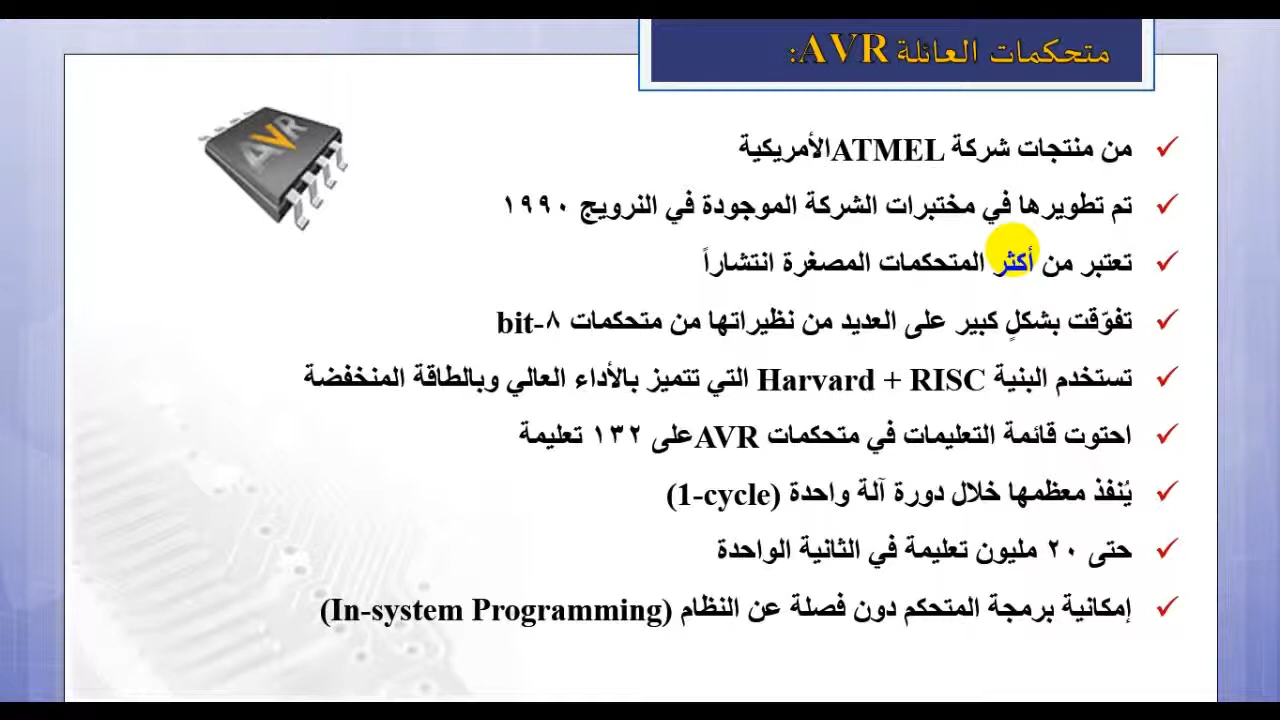 متحكمات العائلة AVR:
AVR
من منتجات شركة ATMELالأمريكية
تم تطويرها في مختبرات الشركة الموجودة في النرويج ١٩٩٠
تعتبر من أكثر المتحكمات المصغرة انتشاراً
تفوّقت بشكلٍ كبير على العديد من نظيراتها من متحكمات ٨-bit
تستخدم البنية Harvard + RISC التي تتميز بالأداء العالي وبالطاقة المنخفضة
احتوت قائمة التعليمات في متحكمات AVRعلى ١٣٢ تعليمة
يُنفذ معظمها خلال دورة آلة واحدة (1-cycle)
حتى ٢٠ مليون تعليمة في الثانية الواحدة
إمكانية برمجة المتحكم دون فصلة عن النظام (In-system Programming)